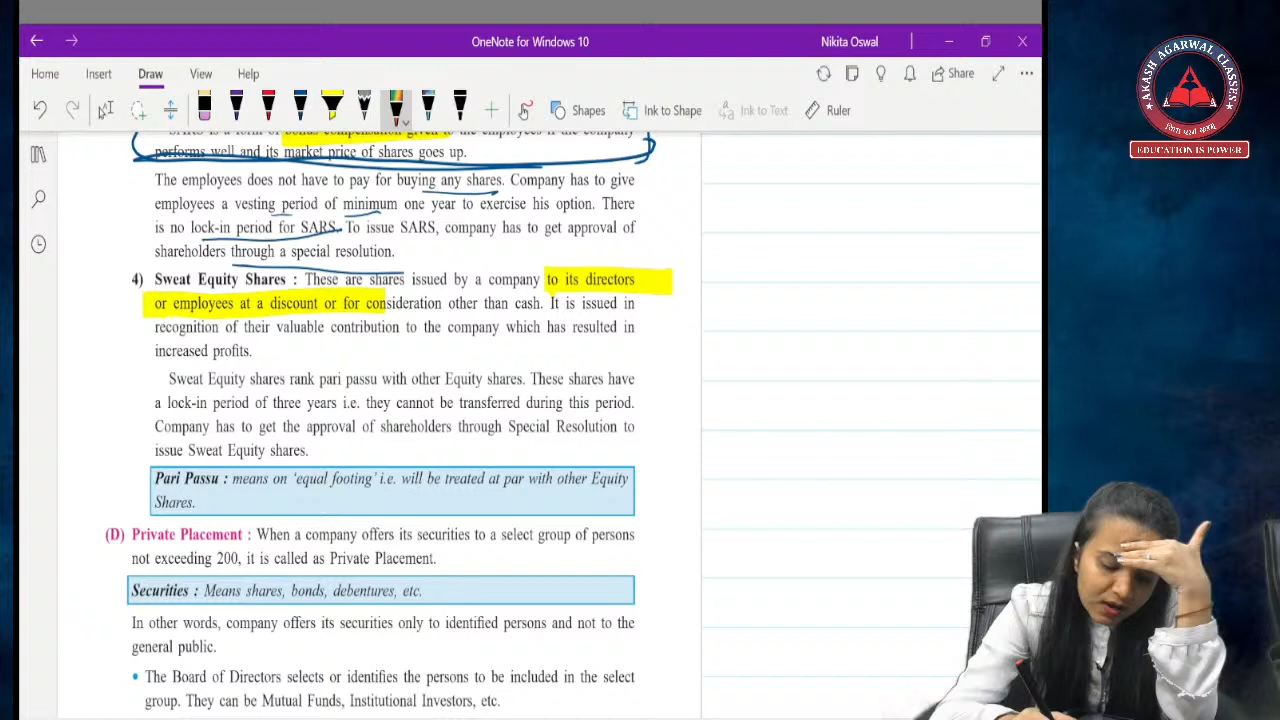 OneNote for Windows 10
Nikita Oswal
Home Insert Draw View Help
Share
Shapes Ink to Shape Ink to Text Ruler
SARS is a form of bonus compensation given to the employees if the company
performs well and its market price of shares goes up.
The employees does not have to pay for buying any shares. Company has to give
employees a vesting period of minimum one year to exercise his option. There
is no lock-in period for SARS. To issue SARS, company has to get approval of
shareholders through a special resolution.
4) Sweat Equity Shares : These are shares issued by a company to its directors
or employees at a discount or for consideration other than cash. It is issued in
recognition of their valuable contribution to the company which has resulted in
increased profits.
Sweat Equity shares rank pari passu with other Equity shares. These shares have
a lock-in period of three years i.e. they cannot be transferred during this period.
Company has to get the approval of shareholders through Special Resolution to
issue Sweat Equity shares.
Pari Passu : means on 'equal footing' i.e. will be treated at par with other Equity
Shares.
(D) Private Placement : When a company offers its securities to a select group of persons
not exceeding 200, it is called as Private Placement.
Securities : Means shares, bonds, debentures, etc.
In other words, company offers its securities only to identified persons and not to the
general public.
• The Board of Directors selects or identifies the persons to be included in the select
group. They can be Mutual Funds, Institutional Investors, etc.
AKASH AGARWAL CLASSES
EDUCATION IS POWER